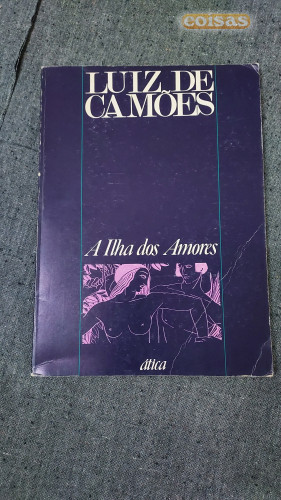 coisas
LUIZ DE
CAMÕES
A Ilha dos Amores
ática